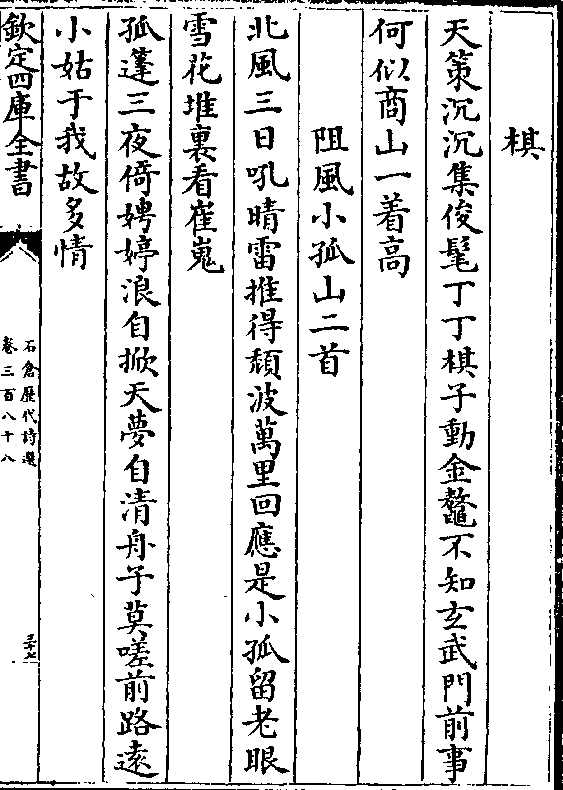 棋
天策沉沉集俊髦丁丁棋子動金鼇不知玄武門前事
何似商山一着高
阻風小孤山二首
北風三日吼晴雷推得頽波萬里回應是小孤留老眼
雪花堆裏看崔嵬
孤篷三夜倚娉婷浪自掀天夢自清舟子莫嗟前路遠
小姑于我故多情
欽定四庫全書
石倉歷代詩選
卷三百八十八
三十七